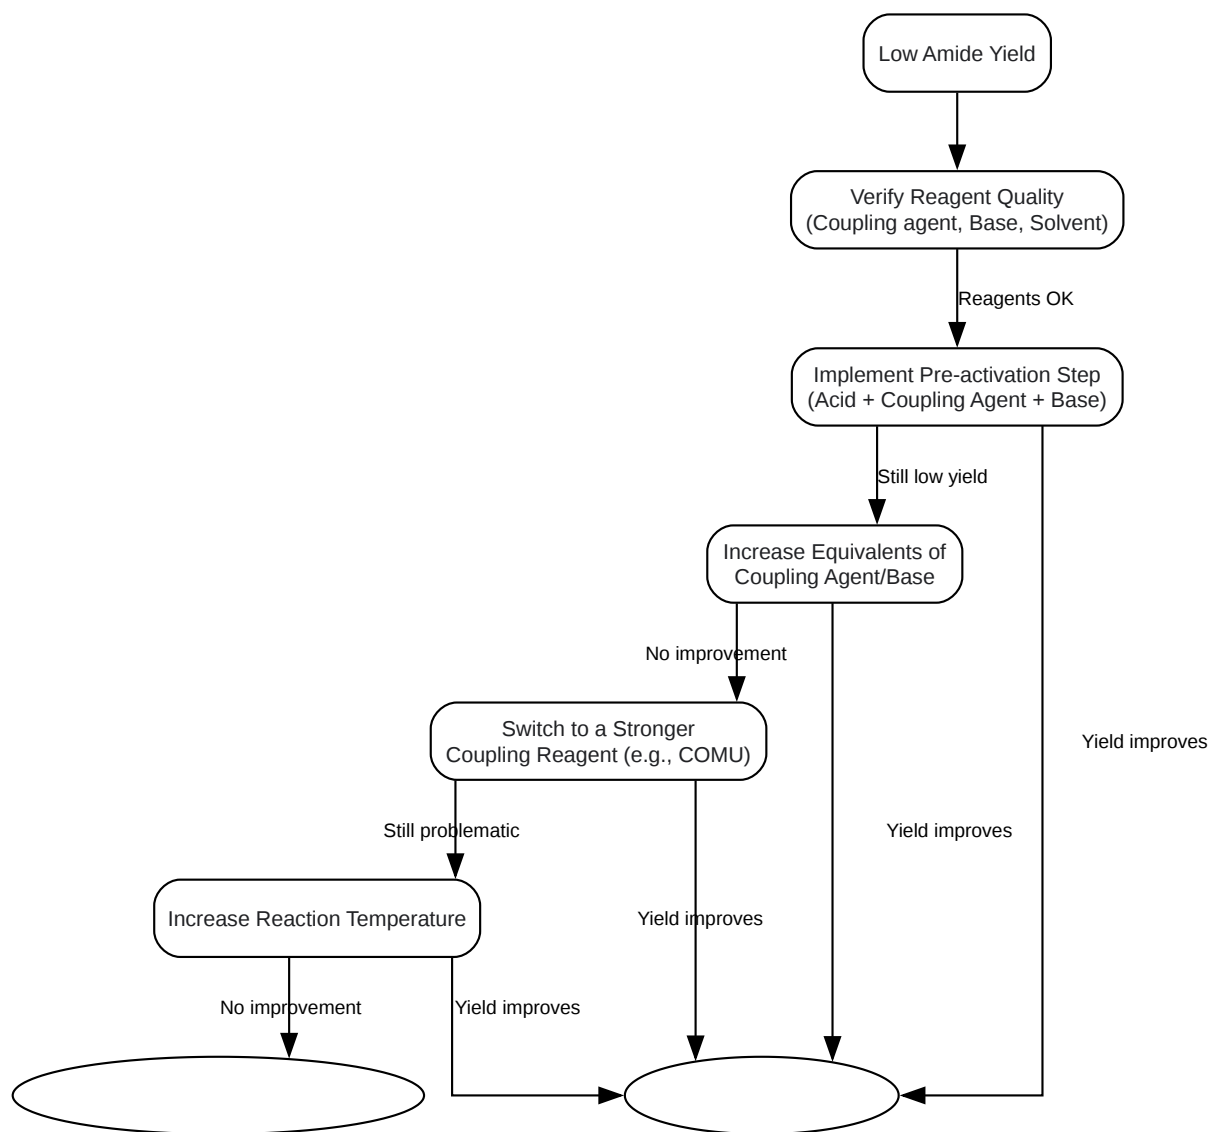 Low Amide Yield
Verify Reagent Quality
(Coupling agent, Base, Solvent)
Reagents OK
Implement Pre-activation Step
(Acid + Coupling Agent + Base)
Still low yield
Increase Equivalents of
Coupling Agent/Base
No improvement
Switch to a Stronger
Coupling Reagent (e.g., COMU)
Yield improves
Still problematic
Yield improves
Increase Reaction Temperature
Yield improves
No improvement
Yield improves